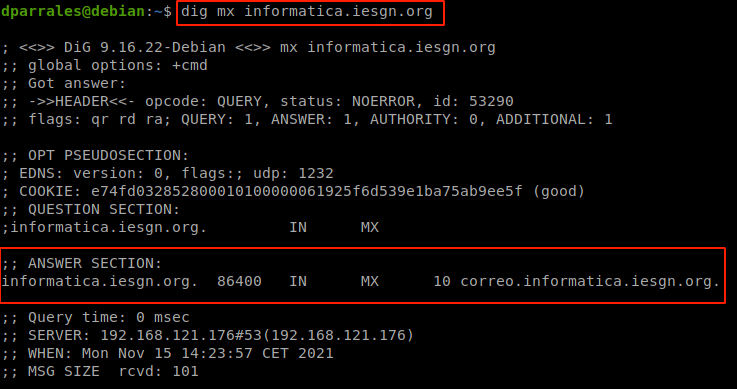 dparrales@debian:~$ dig mx informatica.iesgn.org
; <<>> DiG 9.16.22-Debian <<>> mx informatica.iesgn.org
;; global options: +cmd
;; Got answer:
;; ->>HEADER<<- opcode: QUERY, status: NOERROR, id: 53290
;; flags: qr rd ra; QUERY: 1, ANSWER: 1, AUTHORITY: 0, ADDITIONAL: 1
;; OPT PSEUDOSECTION:
; EDNS: version: 0, flags:; udp: 1232
; COOKIE: e74fd0328528000101000000061925f6d539e1ba75ab9ee5f (good)
;; QUESTION SECTION:
;informatica.iesgn.org. IN MX
;; ANSWER SECTION:
informatica.iesgn.org. 86400 IN MX 10 correo.informatica.iesgn.org.
;; Query time: 0 msec
;; SERVER: 192.168.121.176#53(192.168.121.176)
;; WHEN: Mon Nov 15 14:23:57 CET 2021
;; MSG SIZE rcvd: 101